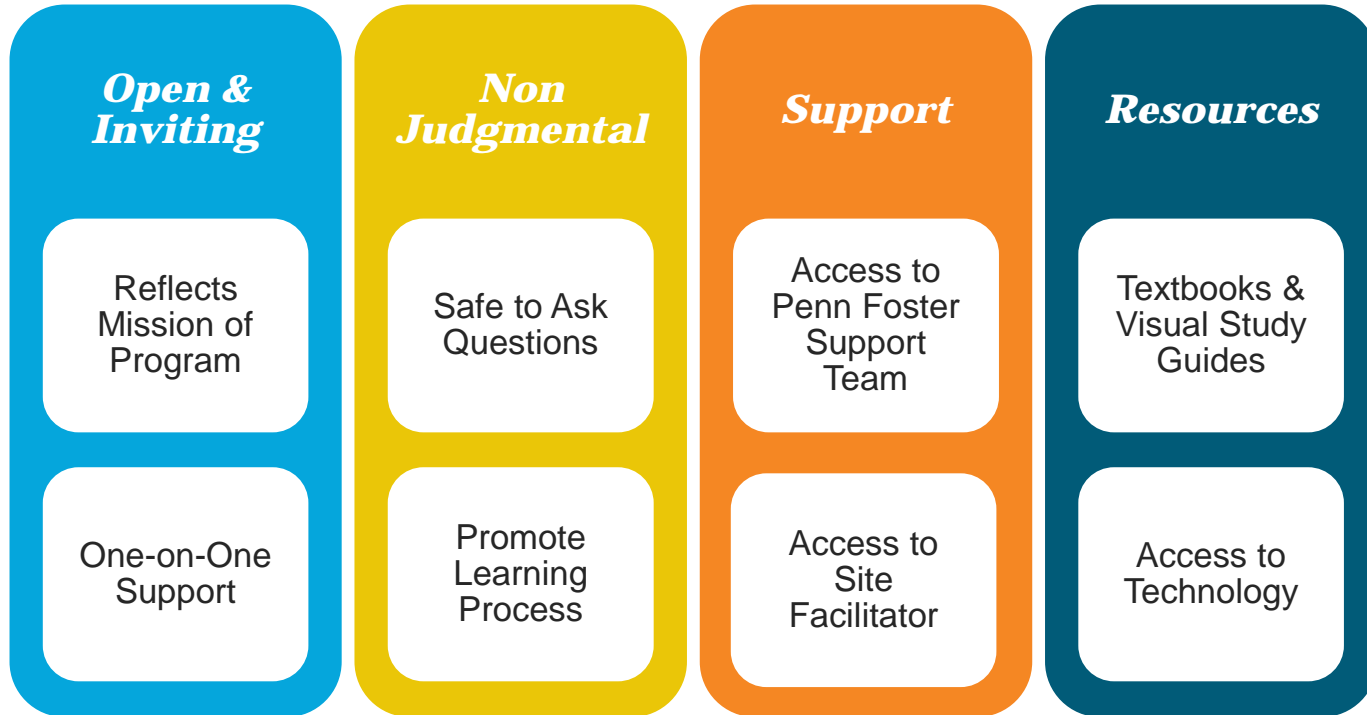 Open &
Inviting
Reflects
Mission of
Program
One-on-One
Support
Non
Judgmental
Safe to Ask
Questions
Promote
Learning
Process
Support
Access to
Penn Foster
Support
Team
Access to
Site
Facilitator
Resources
Textbooks &
Visual Study
Guides
Access to
Technology